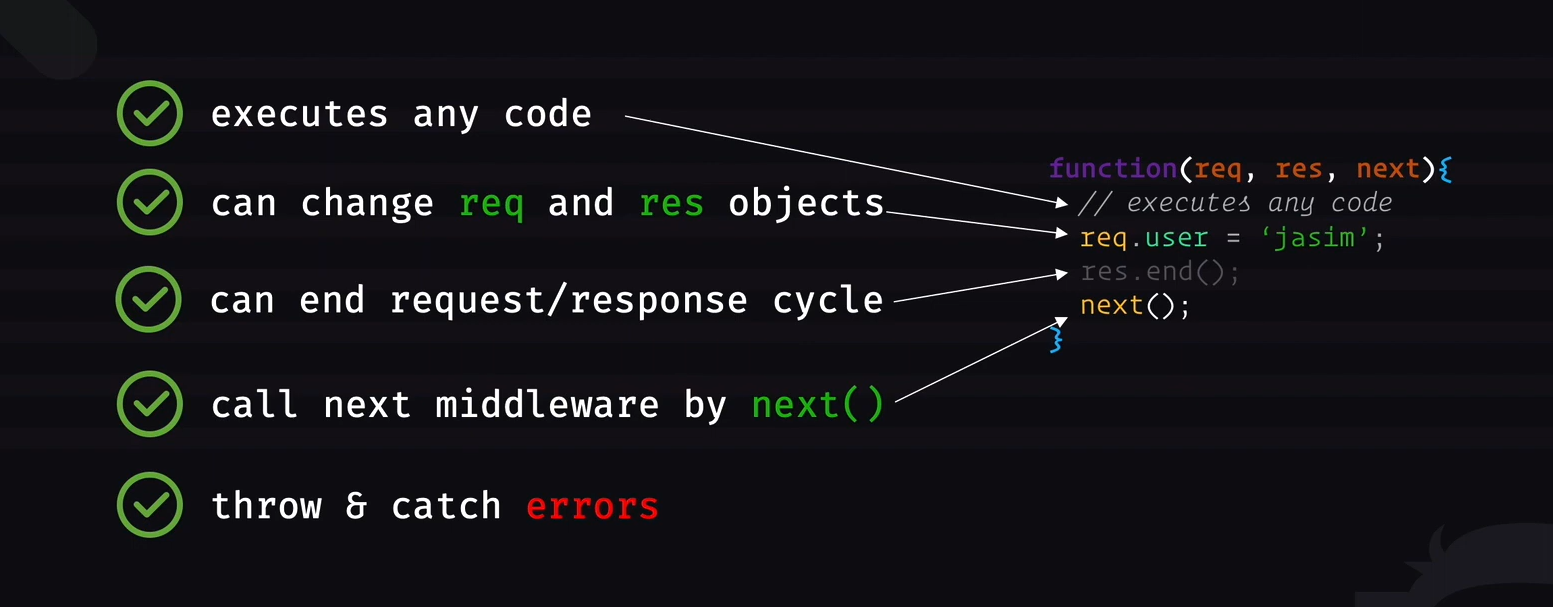 executes any code
can change req and res objects
can end request/response cycle
call next middleware by next()
throw & catch errors
function(req, res, next){
// executes any code
req.user = ‘jasim’;
res.end();
next();
}